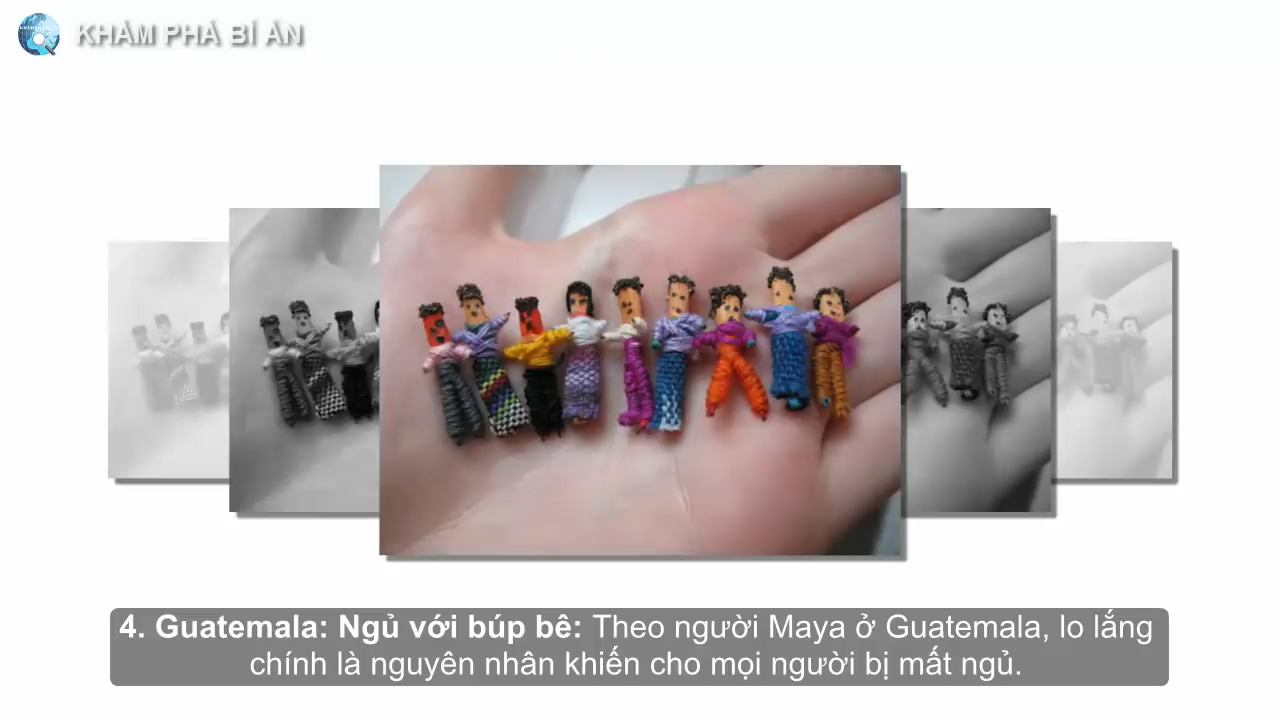 KHÁM PHÁ BÍ ẨN
4. Guatemala: Ngủ với búp bê: Theo người Maya ở Guatemala, lo lắng
chính là nguyên nhân khiến cho mọi người bị mất ngủ.